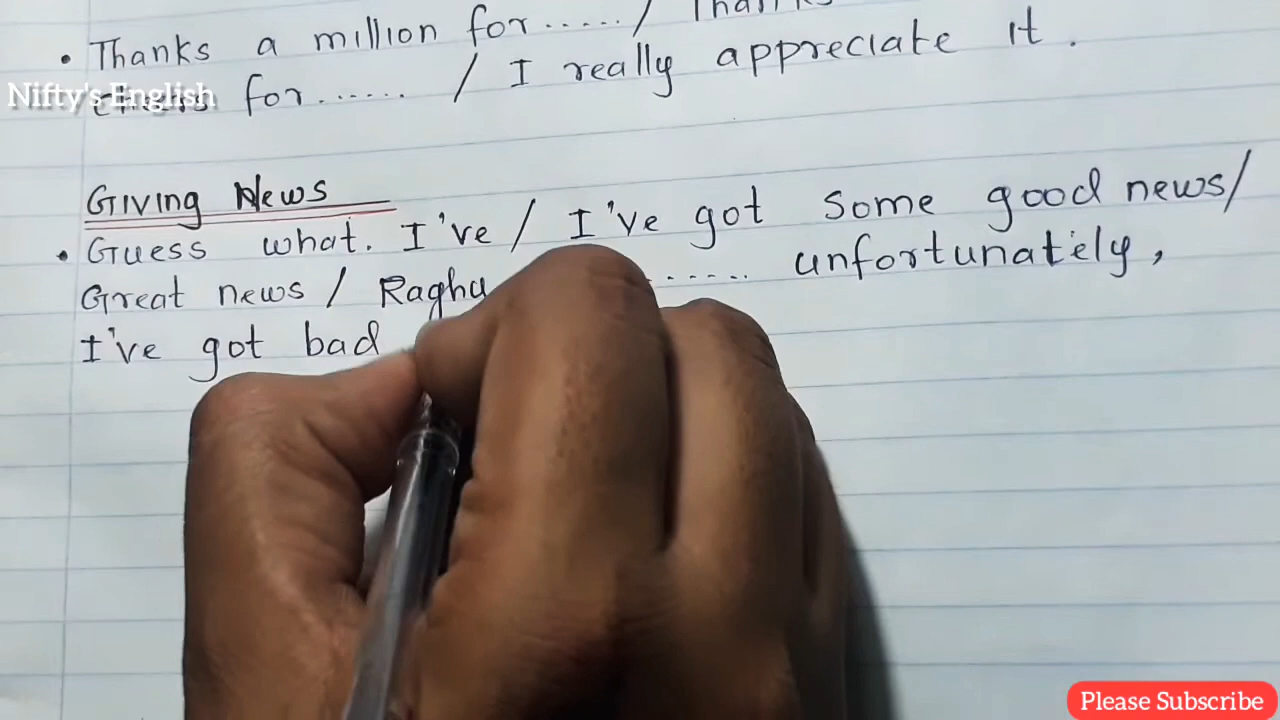 • Thanks a million for....../ Thanks
for....... / I really appreciate it.
Nifty's English
Giving News
• Guess what. I've / I've got some good news/
Great news / Raghu ...... unfortunately,
I've got bad
Please Subscribe